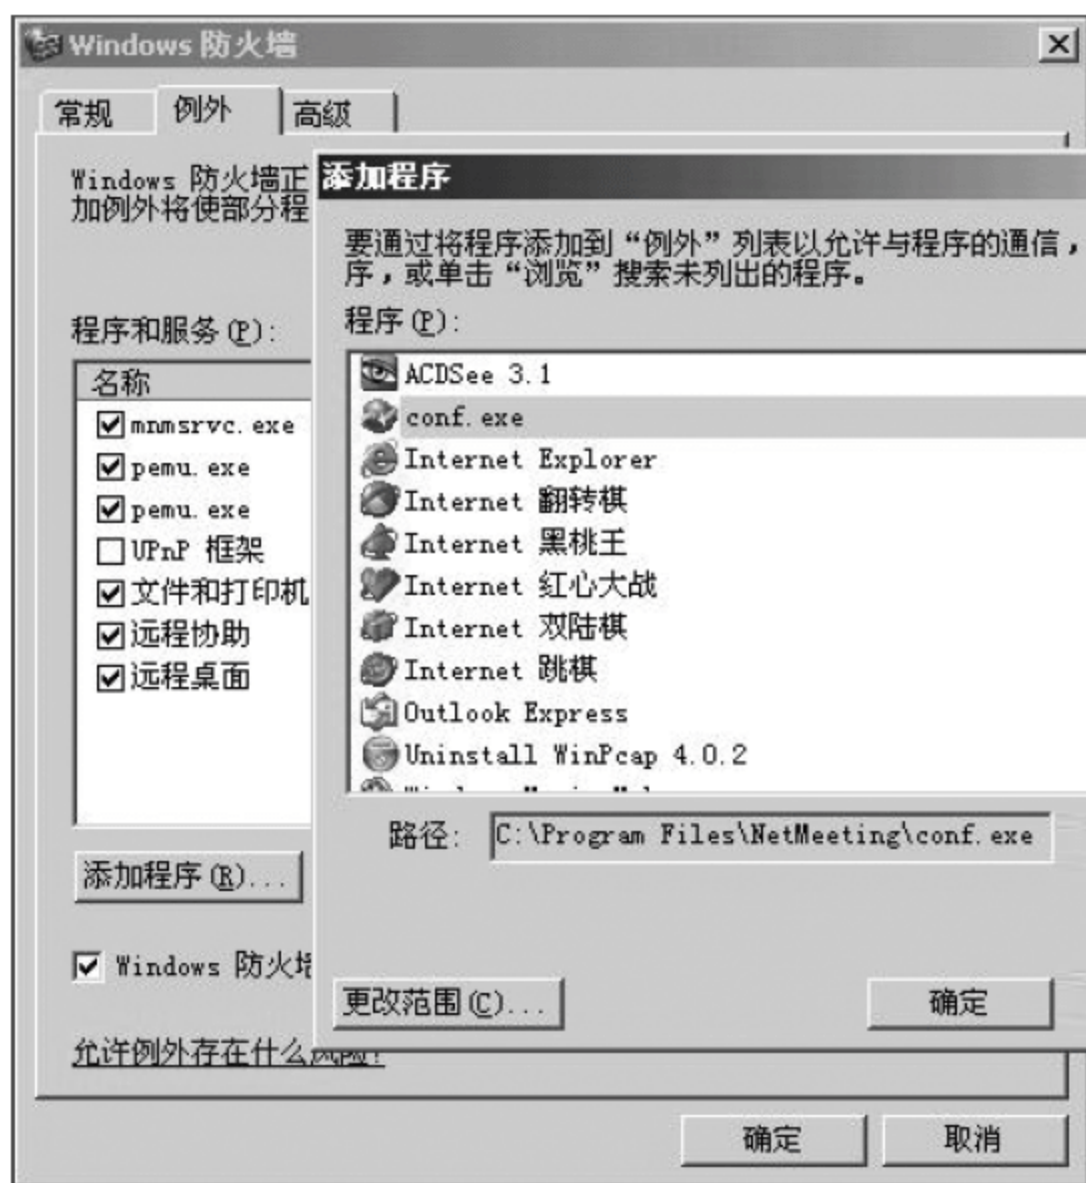 Windows 防火墙
常规 例外 高级
Windows 防火墙正
加例外将使部分程
程序和服务(P):
名称
mnmsrvc.exe
pemu.exe
pemu.exe
UPnP 框架
文件和打印机
远程协助
远程桌面
添加程序(R)...
Windows 防火墙
允许例外存在什么风险?
添加程序
要通过将程序添加到“例外”列表以允许与程序的通信，
序，或单击“浏览”搜索未列出的程序。
程序(P):
ACDSee 3.1
conf.exe
Internet Explorer
Internet 翻转棋
Internet 黑桃王
Internet 红心大战
Internet 双陆棋
Internet 跳棋
Outlook Express
Uninstall WinPcap 4.0.2
路径: C:\Program Files\NetMeeting\conf.exe
更改范围(C)... 确定
确定 取消